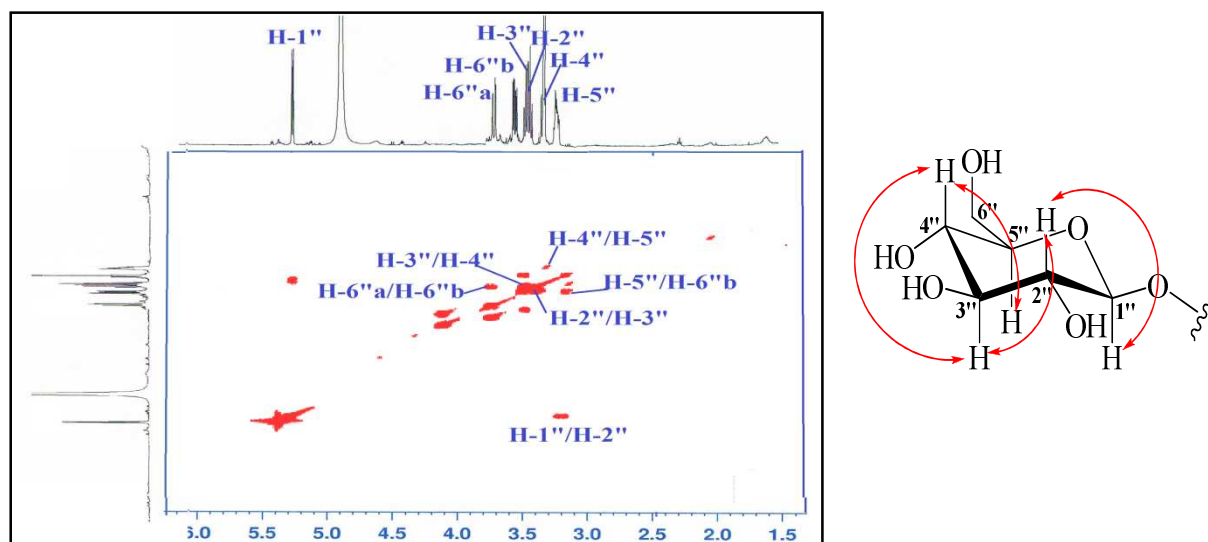 H-1"
H-3"
H-2"
H-6"b
H-4"
H-6"a
H-5"
H-4"/H-5"
H-3"/H-4"
H-6"a/H-6"b
H-5"/H-6"b
H-2"/H-3"
H-1"/H-2"
5.5 5.0 4.5 4.0 3.5 3.0 2.5 2.0 1.5
OH
H
6"
H
4"
5"
O
HO
HO
3"
2"
1"
O
H
OH
H
H